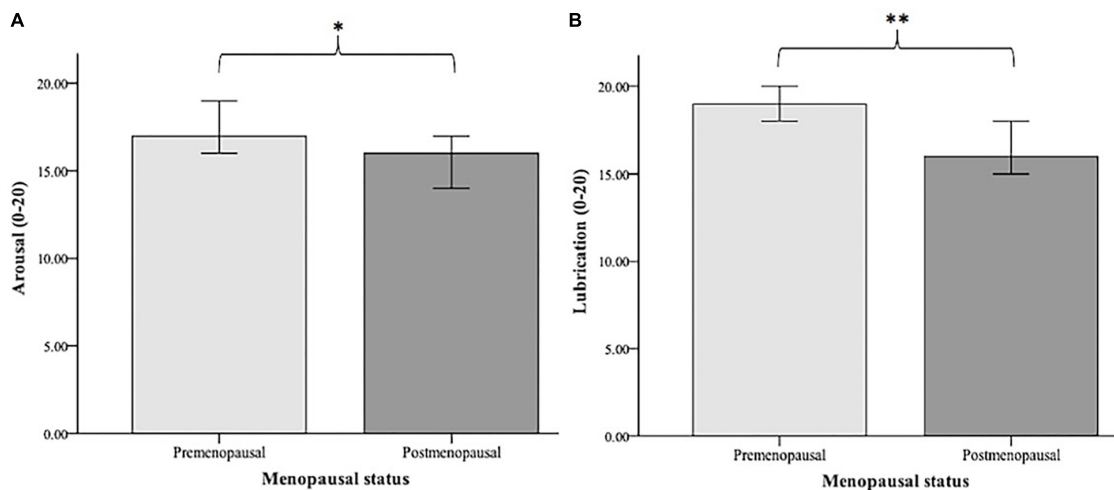 A
*
Arousal (0-20)
20.00
15.00
10.00
5.00
0.00
Premenopausal Postmenopausal
Menopausal status
B
**
Lubrication (0-20)
20.00
15.00
10.00
5.00
0.00
Premenopausal Postmenopausal
Menopausal status